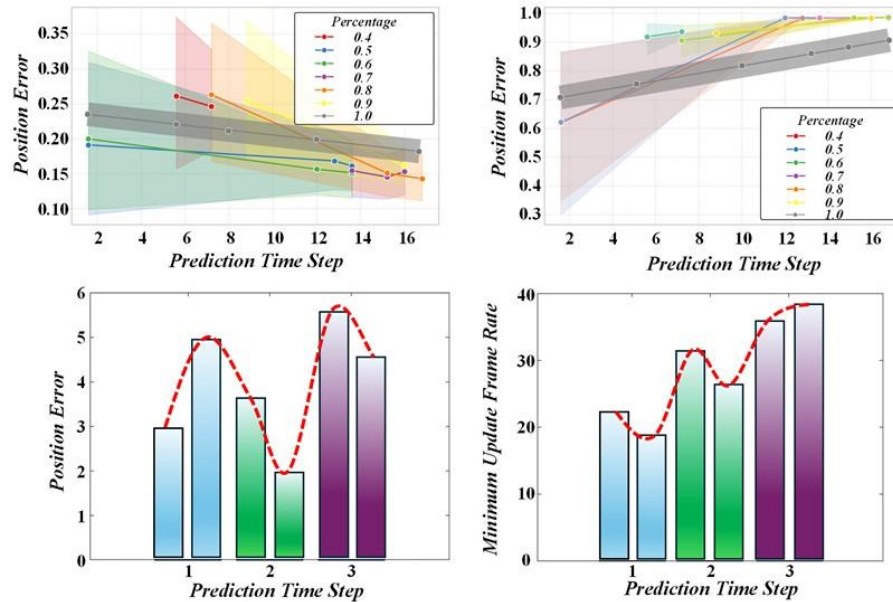 Position Error
0.35
0.30
0.25
0.20
0.15
0.10
2 4 6 8 10 12 14 16
Prediction Time Step
Percentage
0.4
0.5
0.6
0.7
0.8
0.9
1.0
Position Error
1.0
0.9
0.8
0.7
0.6
0.5
0.4
0.3
2 4 6 8 10 12 14 16
Prediction Time Step
Percentage
0.4
0.5
0.6
0.7
0.8
0.9
1.0
Position Error
6
5
4
3
2
1
0
1 2 3
Prediction Time Step
Minimum Update Frame Rate
40
30
20
10
0
1 2 3
Prediction Time Step